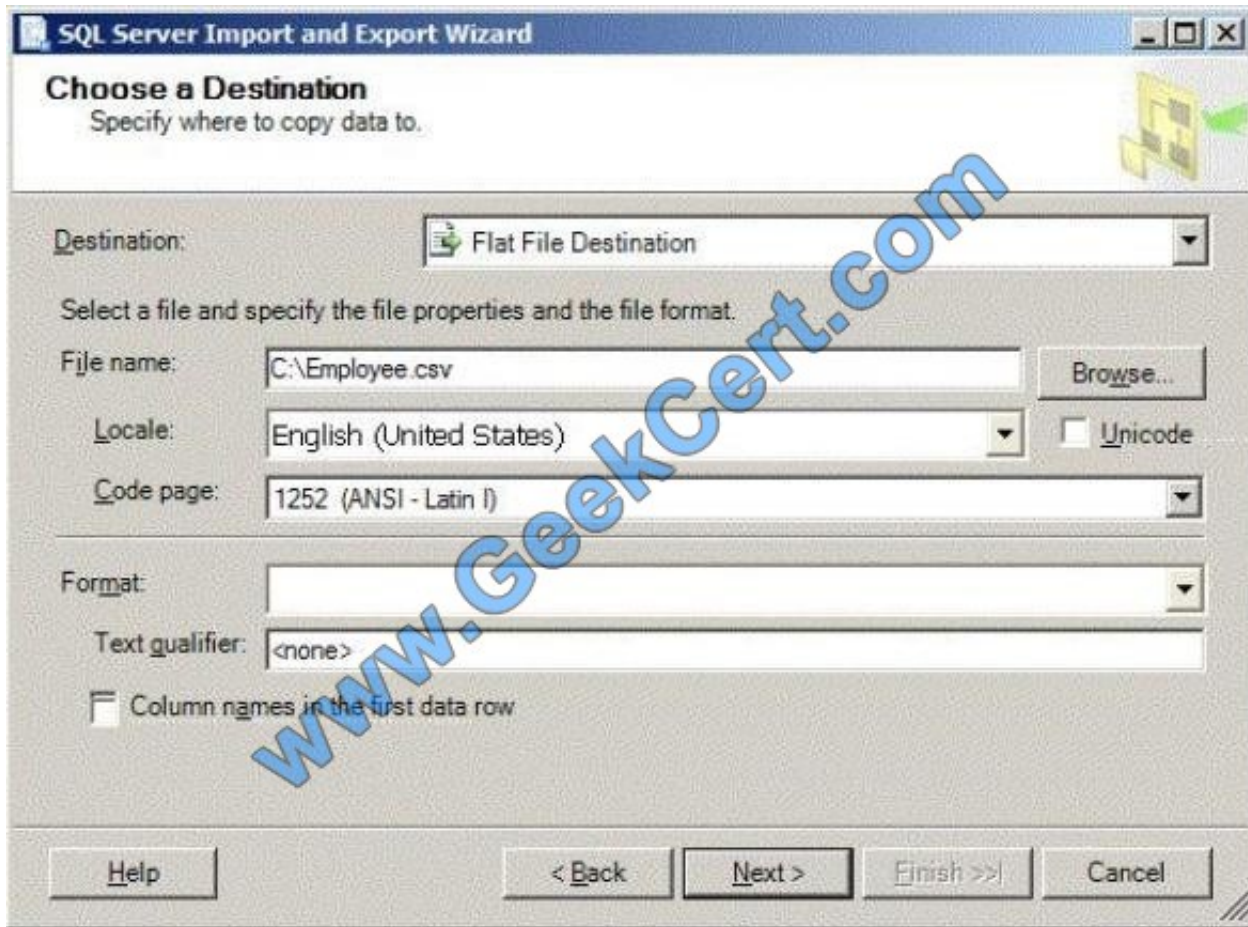 SQL Server Import and Export Wizard
Choose a Destination
Specify where to copy data to.
Destination: Flat File Destination
Select a file and specify the file properties and the file format.
File name: C:\Employee.csv Browse...
Locale: English (United States) Unicode
Code page: 1252 (ANSI - Latin I)
Format:
Text qualifier: <none>
Column names in the first data row
www.GeekCert.com
Help < Back Next > Finish >>| Cancel